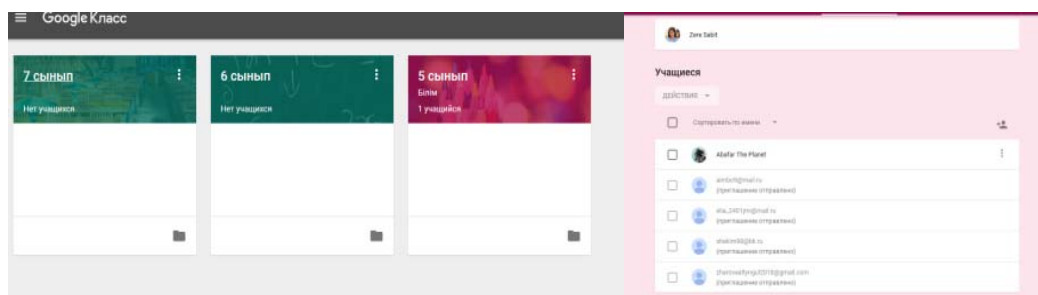 Google Класс
7 сынып
Нет учащихся
6 сынып
Нет учащихся
5 сынып
Білім
1 учащийся
Zere Sabit
Учащиеся
ДЕЙСТВИЯ
Сортировать по имени
The Planet
(приглашение отправлено)
(приглашение отправлено)
(приглашение отправлено)
(приглашение отправлено)